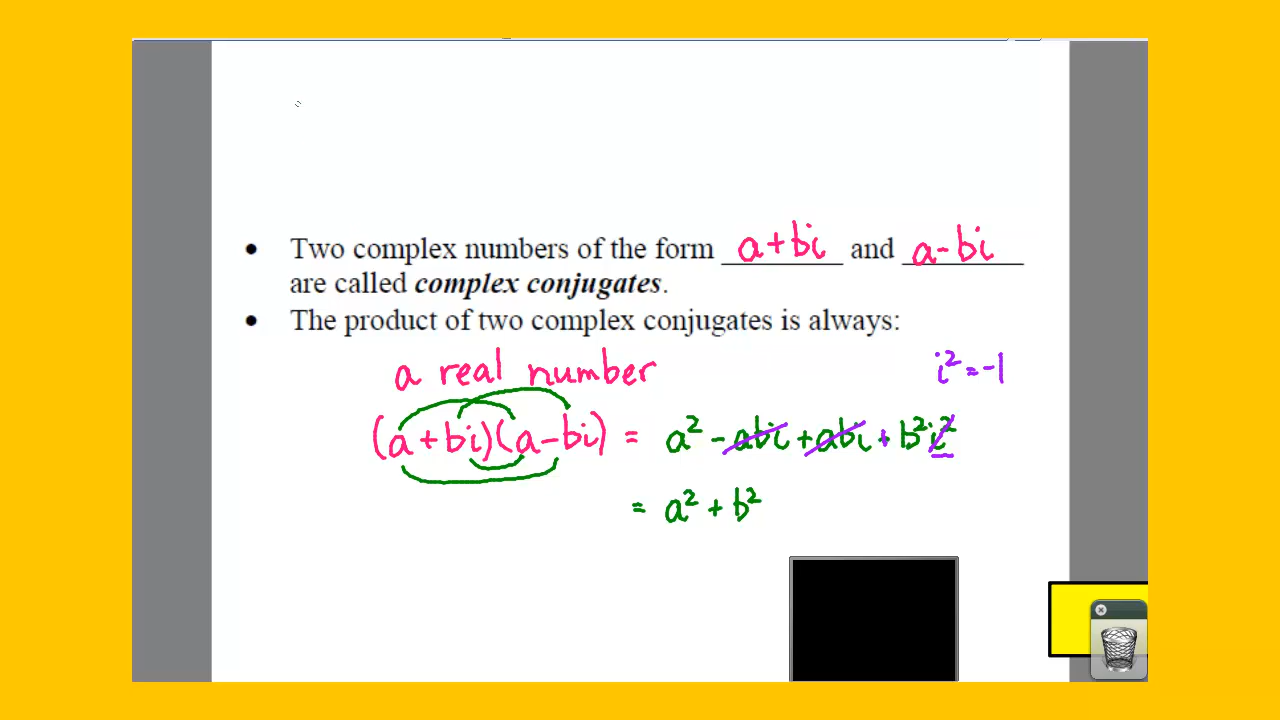 • Two complex numbers of the form a+bi and a-bi
are called complex conjugates.
• The product of two complex conjugates is always:
a real number
i²=-1
(a+bi)(a-bi) = a² - abi + abi + b²i²
= a² + b²